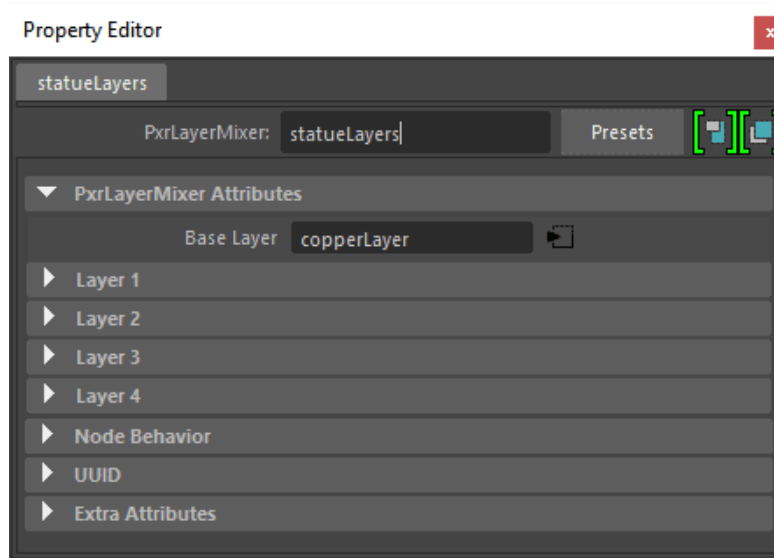 Property Editor
x
statueLayers
PxrLayerMixer: statueLayers Presets
PxrLayerMixer Attributes
Base Layer copperLayer
Layer 1
Layer 2
Layer 3
Layer 4
Node Behavior
UUID
Extra Attributes